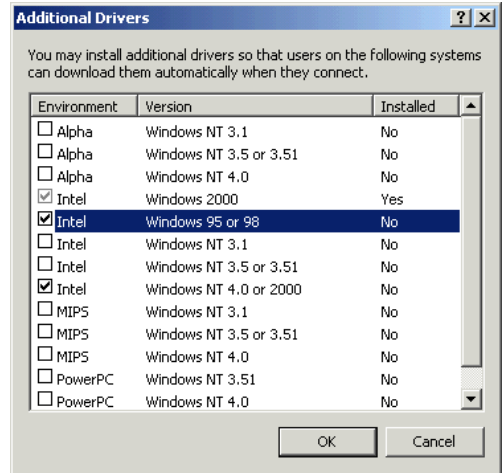 Additional Drivers
You may install additional drivers so that users on the following systems
can download them automatically when they connect.
Environment Version Installed
Alpha Windows NT 3.1 No
Alpha Windows NT 3.5 or 3.51 No
Alpha Windows NT 4.0 No
Intel Windows 2000 Yes
Intel Windows 95 or 98 No
Intel Windows NT 3.1 No
Intel Windows NT 3.5 or 3.51 No
Intel Windows NT 4.0 or 2000 No
MIPS Windows NT 3.1 No
MIPS Windows NT 3.5 or 3.51 No
MIPS Windows NT 4.0 No
PowerPC Windows NT 3.51 No
PowerPC Windows NT 4.0 No
OK Cancel